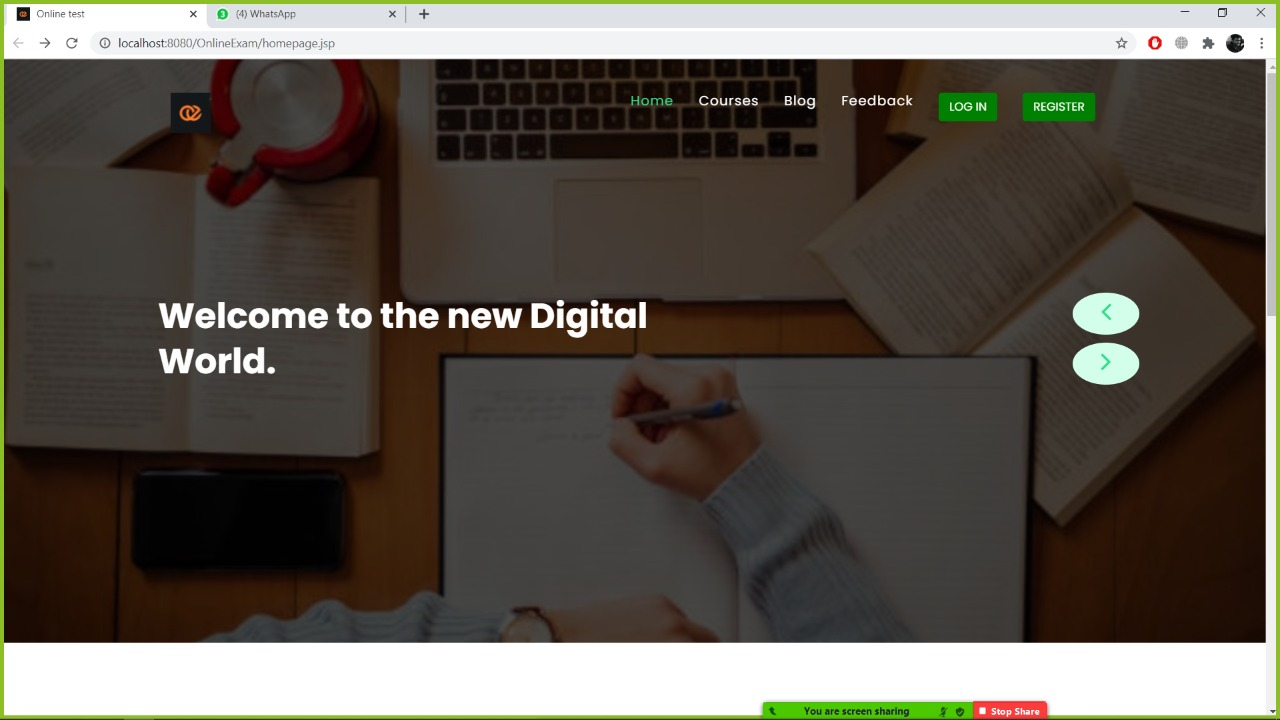 Online test
3
(4) WhatsApp
localhost:8080/OnlineExam/homepage.jsp
Home
Courses
Blog
Feedback
LOG IN
REGISTER
Welcome to the new Digital
World.
You are screen sharing
Stop Share